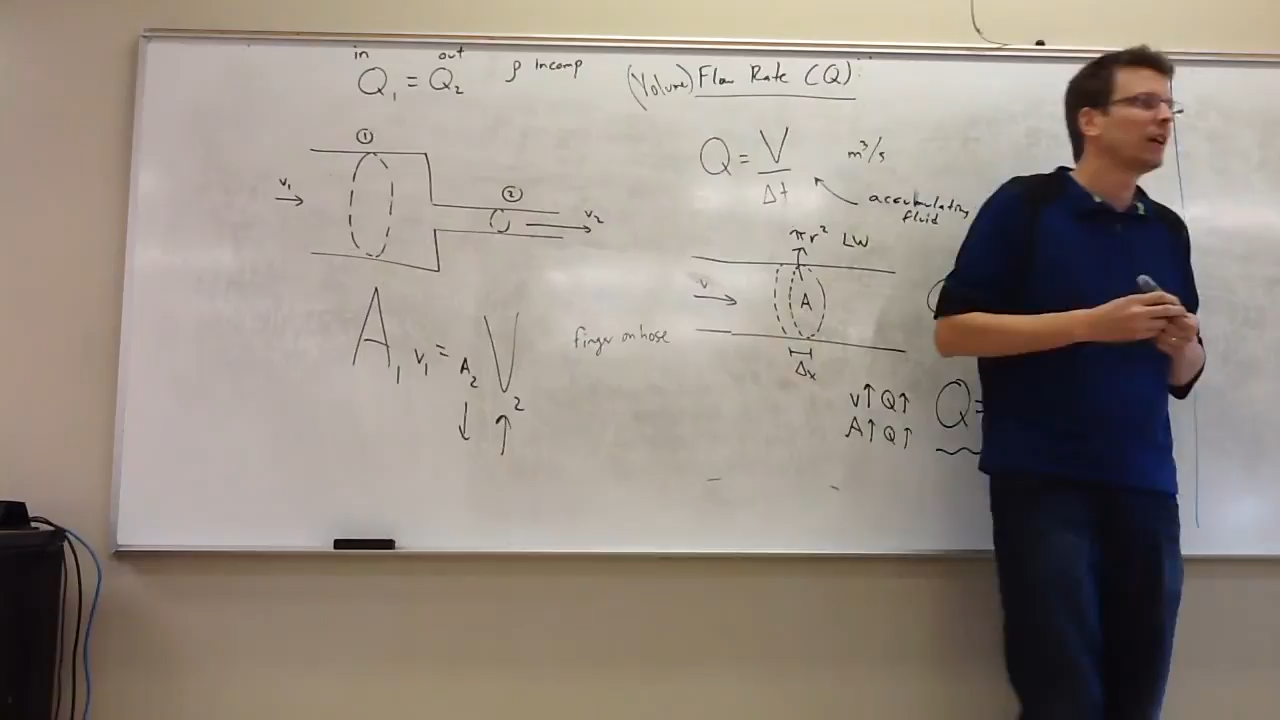 in out
Q₁ = Q₂ ρ incomp
①
②
v₁
v₂
A₁ v₁ = A₂ V₂
↓ ↑
finger on hose
(Volume) Flow Rate (Q):
Q = V/Δt m³/s
accumulating
fluid
πr² LW
v
A
Δx
v↑ Q↑
A↑ Q↑
Q=